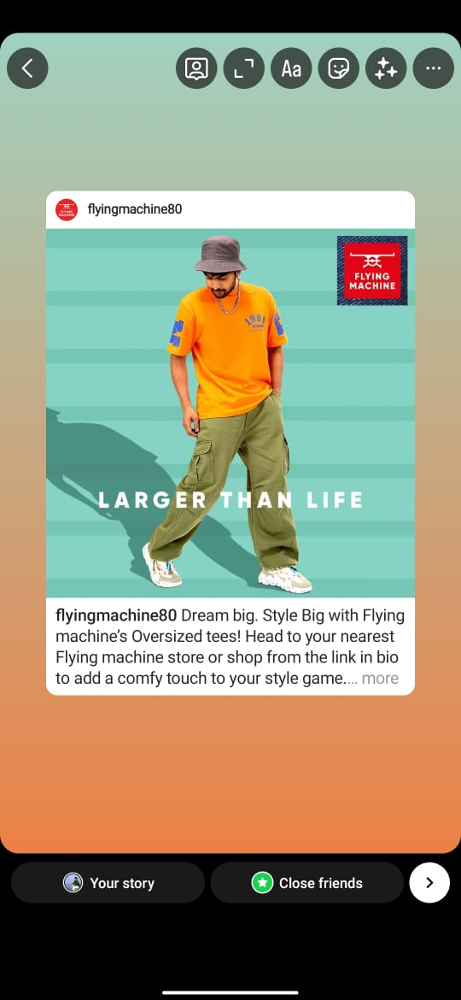 Aa
flyingmachine80
FLYING
MACHINE
1980
LARGER THAN LIFE
flyingmachine80 Dream big. Style Big with Flying
machine's Oversized tees! Head to your nearest
Flying machine store or shop from the link in bio
to add a comfy touch to your style game.... more
Your story
Close friends